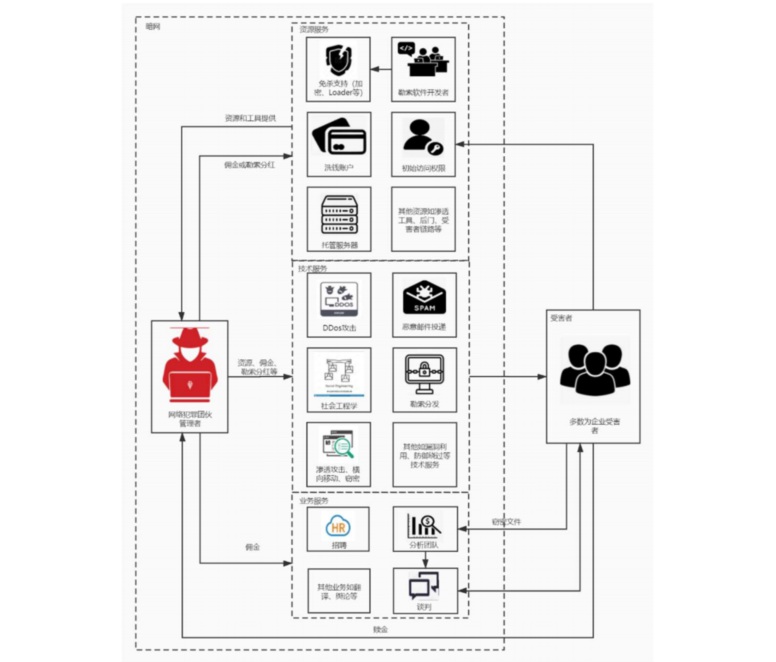 暗网
资源服务
免杀支持（加
密、Loader等）
勒索软件开发者
资源和工具提供
佣金或勒索分红
洗钱账户
初始访问权限
托管服务器
其他资源如渗透
工具、后门、受
害者链路等
技术服务
DDOS
DDos攻击
SPAM
恶意邮件投递
受害者
多数为企业受害
者
网络犯罪团伙
管理者
资源、佣金、
勒索分红等
Social Engineering
社会工程学
勒索分发
渗透攻击、横
向移动、窃密
其他如漏洞利
用、防御绕过等
技术服务
业务服务
HR
招聘
分析团队
窃密文件
佣金
其他业务如翻
译、舆论等
谈判
赎金